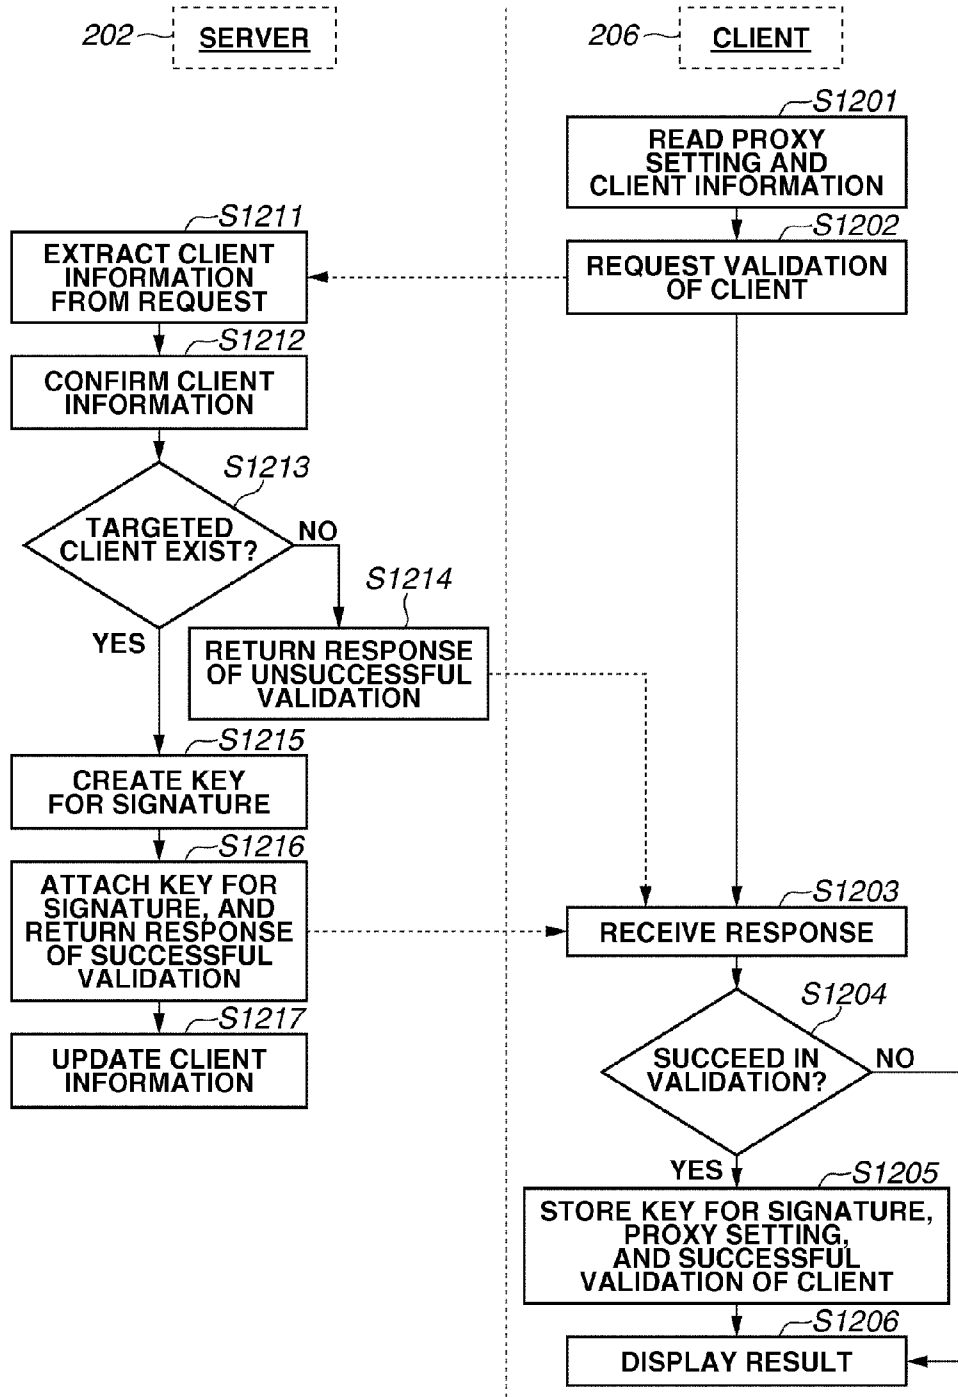 202
SERVER
206
CLIENT
S1201
READ PROXY
SETTING AND
CLIENT INFORMATION
S1202
REQUEST VALIDATION
OF CLIENT
S1211
EXTRACT CLIENT
INFORMATION
FROM REQUEST
S1212
CONFIRM CLIENT
INFORMATION
S1213
TARGETED
CLIENT EXIST?
NO
YES
S1214
RETURN RESPONSE
OF UNSUCCESSFUL
VALIDATION
S1215
CREATE KEY
FOR SIGNATURE
S1216
ATTACH KEY FOR
SIGNATURE, AND
RETURN RESPONSE
OF SUCCESSFUL
VALIDATION
S1217
UPDATE CLIENT
INFORMATION
S1203
RECEIVE RESPONSE
S1204
SUCCEED IN
VALIDATION?
NO
YES
S1205
STORE KEY FOR SIGNATURE,
PROXY SETTING,
AND SUCCESSFUL
VALIDATION OF CLIENT
S1206
DISPLAY RESULT